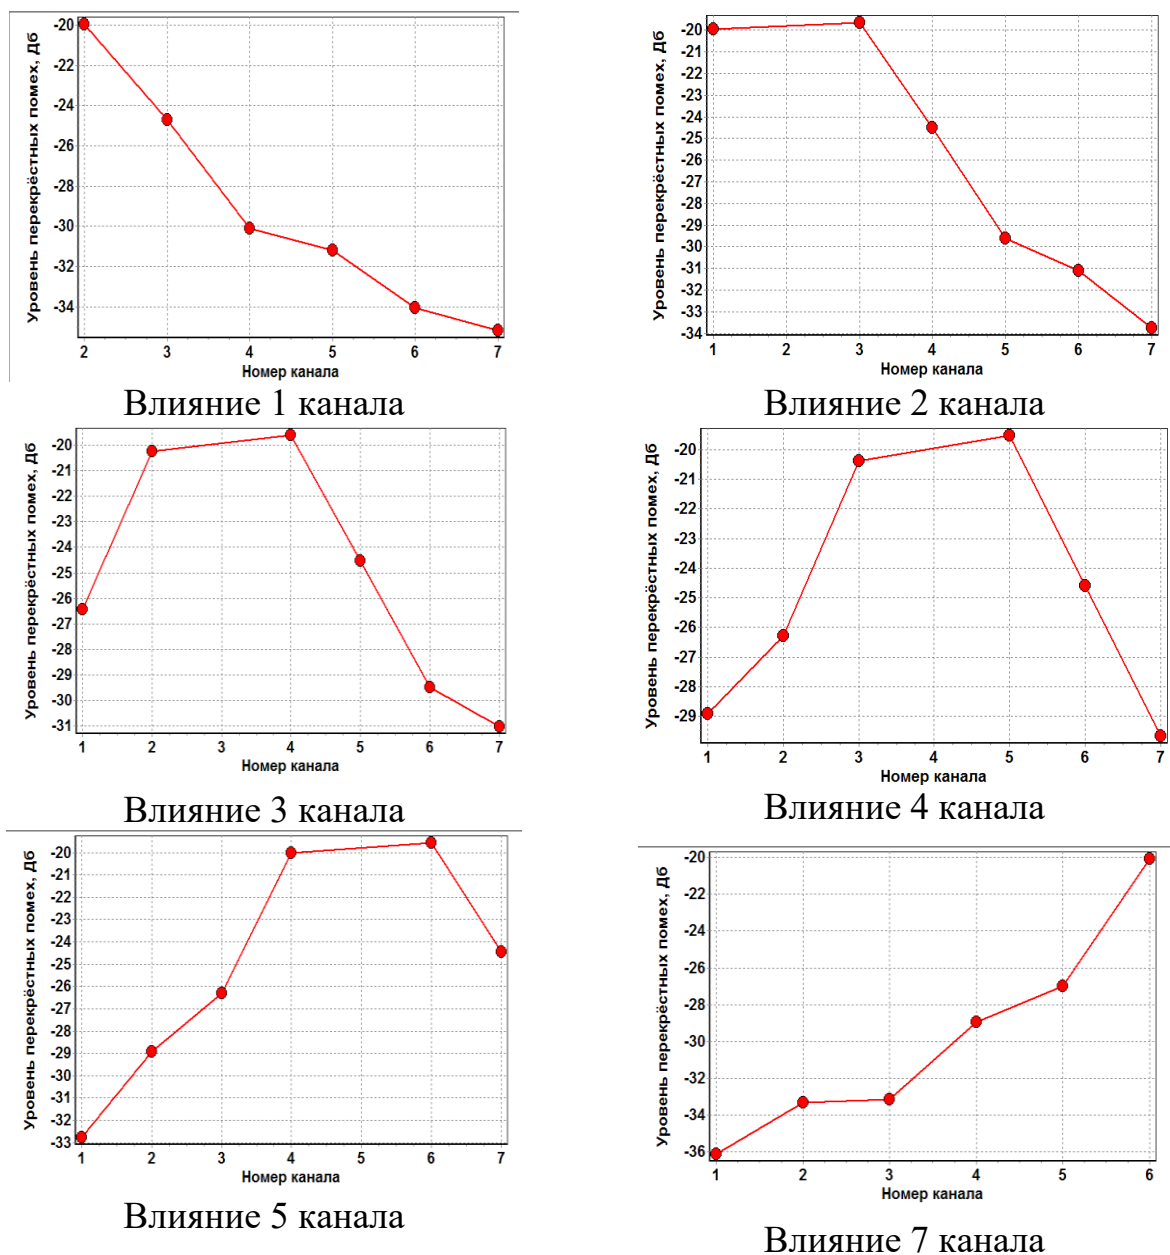 Уровень перекрёстных помех, Дб
-20
-22
-24
-26
-28
-30
-32
-34
2 3 4 5 6 7
Номер канала
Влияние 1 канала
Уровень перекрёстных помех, Дб
-20
-21
-22
-23
-24
-25
-26
-27
-28
-29
-30
-31
-32
-33
-34
1 2 3 4 5 6 7
Номер канала
Влияние 2 канала
Уровень перекрёстных помех, Дб
-20
-21
-22
-23
-24
-25
-26
-27
-28
-29
-30
-31
1 2 3 4 5 6 7
Номер канала
Влияние 3 канала
Уровень перекрёстных помех, Дб
-20
-21
-22
-23
-24
-25
-26
-27
-28
-29
1 2 3 4 5 6 7
Номер канала
Влияние 4 канала
Уровень перекрёстных помех, Дб
-20
-21
-22
-23
-24
-25
-26
-27
-28
-29
-30
-31
-32
-33
1 2 3 4 5 6 7
Номер канала
Влияние 5 канала
Уровень перекрёстных помех, Дб
-20
-22
-24
-26
-28
-30
-32
-34
-36
1 2 3 4 5 6
Номер канала
Влияние 7 канала